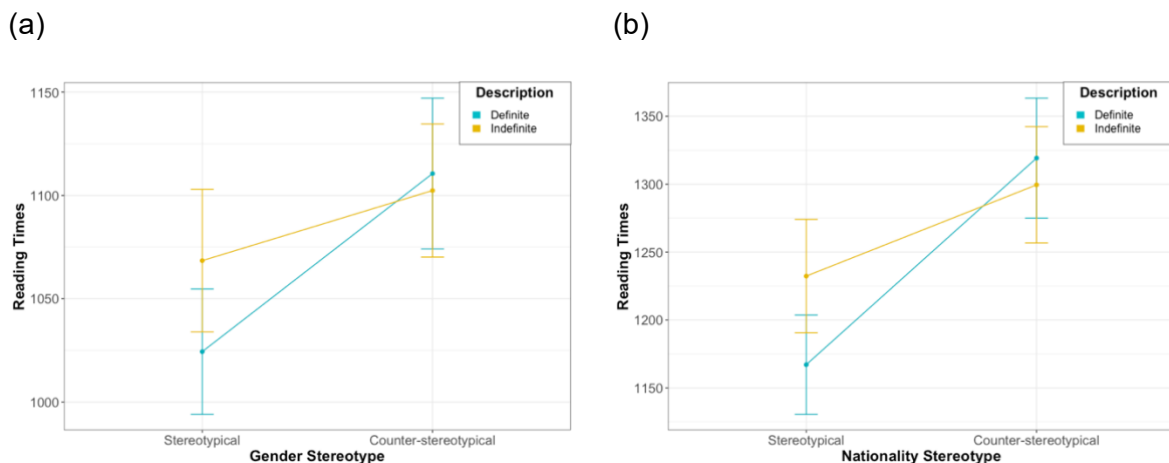 (a)
1150
1100
1050
1000
Reading Times
Description
Definite
Indefinite
Stereotypical
Counter-stereotypical
Gender Stereotype
(b)
1350
1300
1250
1200
1150
Reading Times
Description
Definite
Indefinite
Stereotypical
Counter-stereotypical
Nationality Stereotype